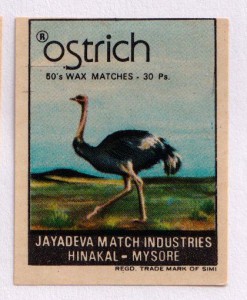 ® ostrich
50's WAX MATCHES - 30 Ps.
JAYADEVA MATCH INDUSTRIES
HINAKAL - MYSORE
REGD. TRADE MARK OF SIMI